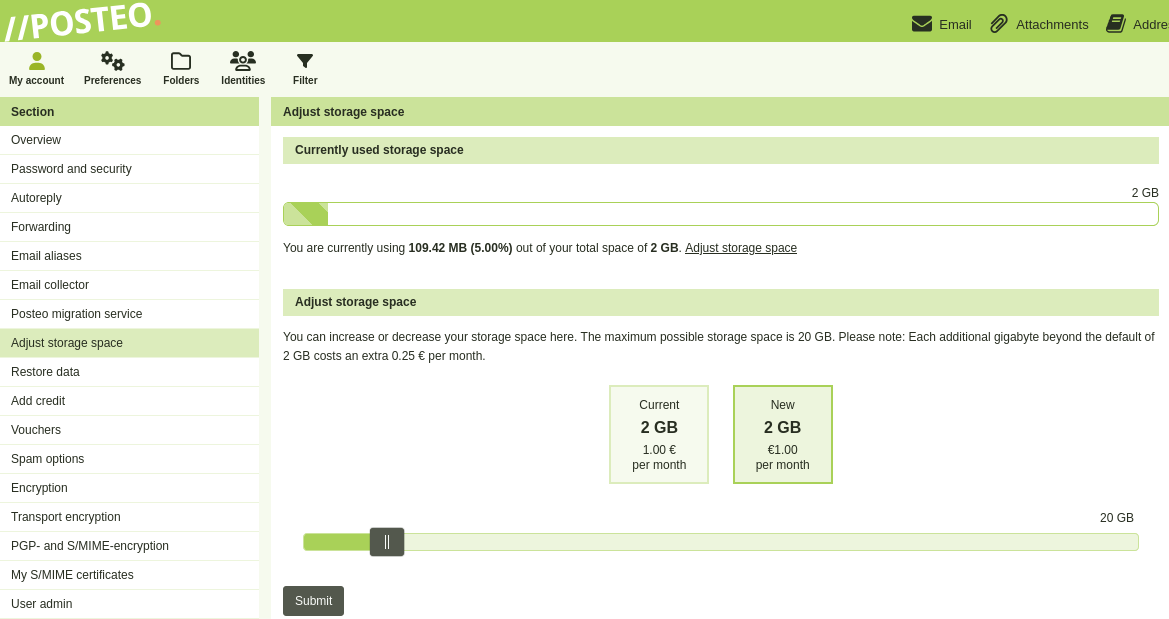 //POSTEO
Email
Attachments
My account
Preferences
Folders
Identities
Filter
Section
Overview
Password and security
Autoreply
Forwarding
Email aliases
Email collector
Posteo migration service
Adjust storage space
Restore data
Add credit
Vouchers
Spam options
Encryption
Transport encryption
PGP- and S/MIME-encryption
My S/MIME certificates
User admin
Adjust storage space
Currently used storage space
2 GB
You are currently using 109.42 MB (5.00%) out of your total space of 2 GB. Adjust storage space
Adjust storage space
You can increase or decrease your storage space here. The maximum possible storage space is 20 GB. Please note: Each additional gigabyte beyond the default of
2 GB costs an extra 0.25 € per month.
Current
2 GB
1.00 €
per month
New
2 GB
€1.00
per month
20 GB
Submit